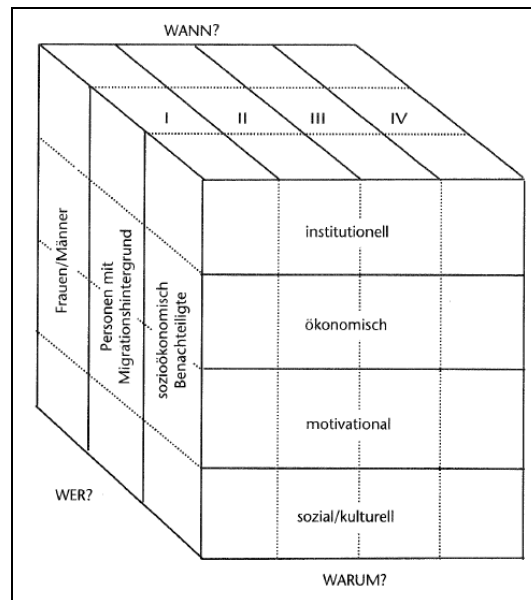 WANN?
I II III IV
Frauen/Männer
Personen mit
Migrationshintergrund
sozioökonomisch
Benachteiligte
institutionell
ökonomisch
motivational
sozial/kulturell
WER?
WARUM?